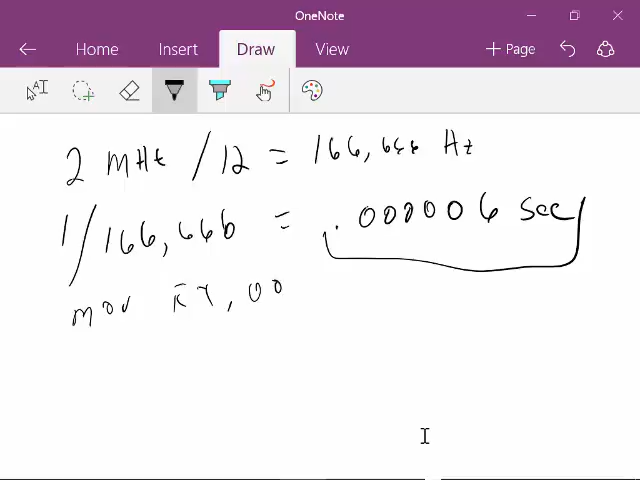 OneNote
Home Insert Draw View + Page
2 mHz / 12 = 166,666 Hz
1/166,666 = .000006 sec
mov R7, 00